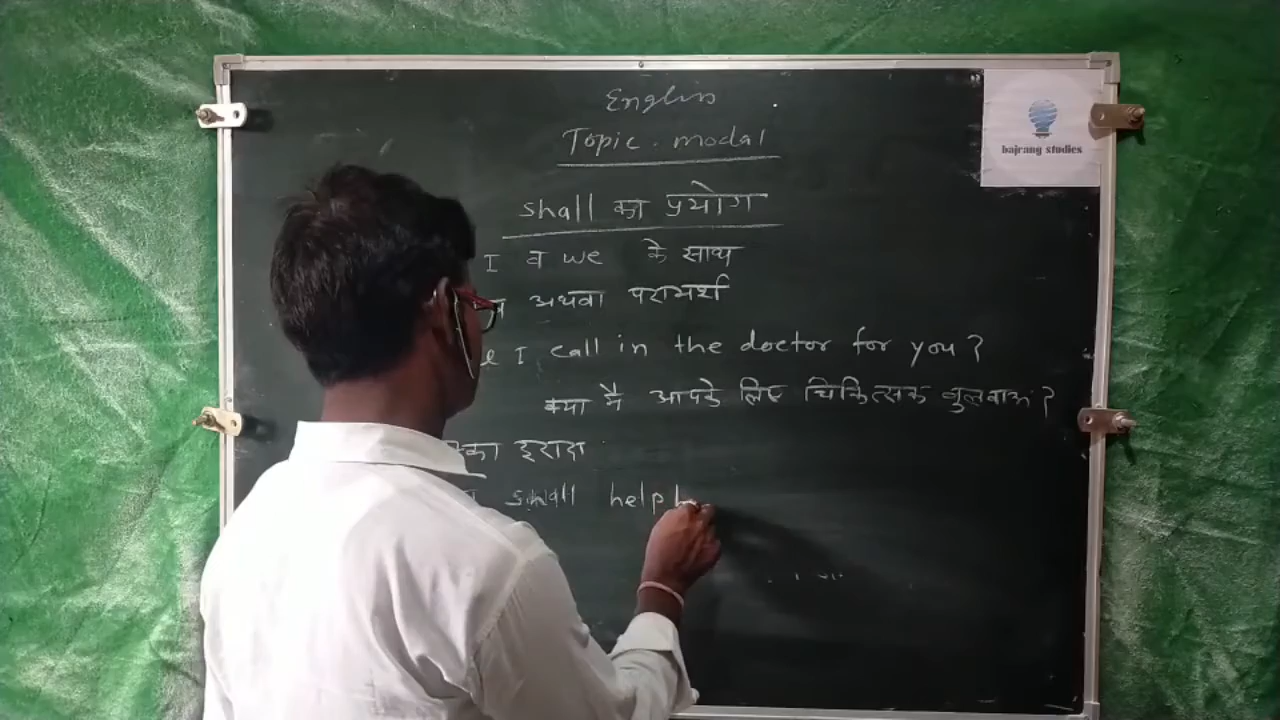 English
Topic. modal
bajrang studies
shall का प्रयोग
I व we के साथ
अथवा परामर्श
I call in the doctor for you?
क्या मै आपके लिए चिकित्सक बुलवाऊं?
इरादा
shall help